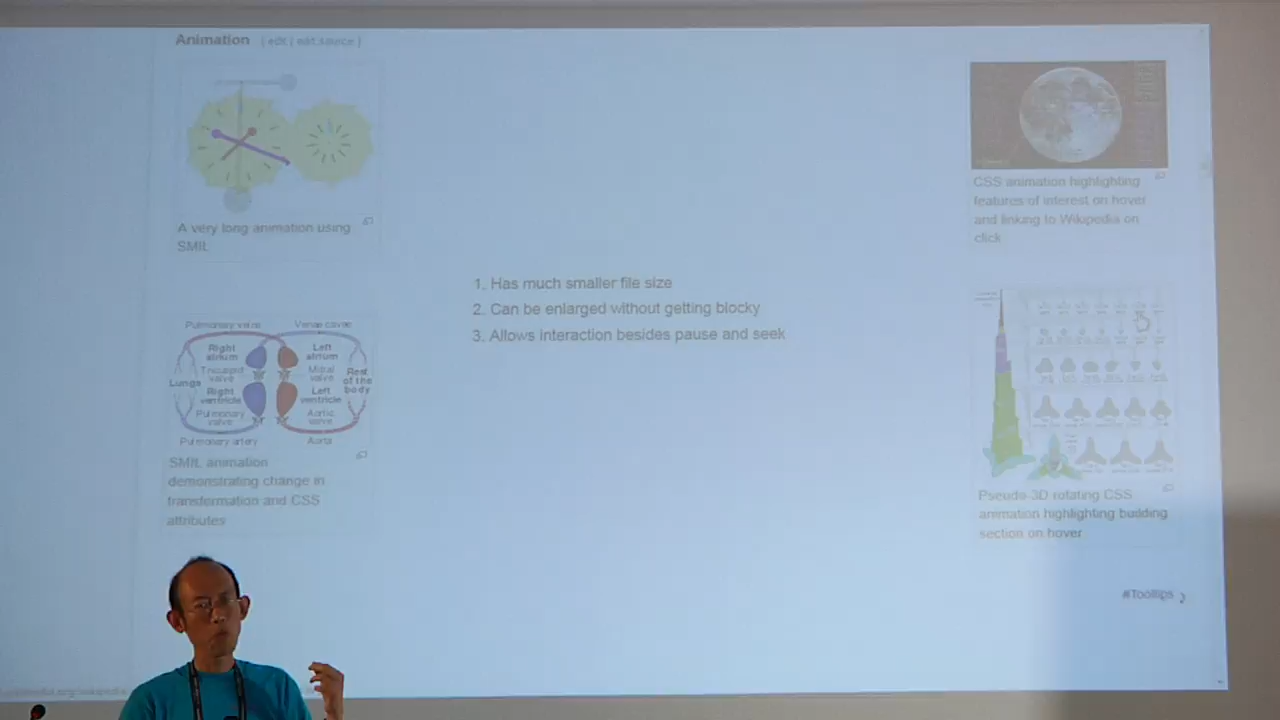 Animation [ edit | edit source ]
A very long animation using
SMIL
CSS animation highlighting
features of interest on hover
and linking to Wikipedia on
click
1. Has much smaller file size
2. Can be enlarged without getting blocky
3. Allows interaction besides pause and seek
Pulmonary veins
Venae cavae
Right
atrium
Left
atrium
Tricuspid
valve
Mitral
valve
Lungs
Rest
of the
body
Right
ventricle
Left
ventricle
Pulmonary
valve
Aortic
valve
Pulmonary artery
Aorta
SMIL animation
demonstrating change in
transformation and CSS
attributes
Pseudo-3D rotating CSS
animation highlighting building
section on hover
#Tooltips